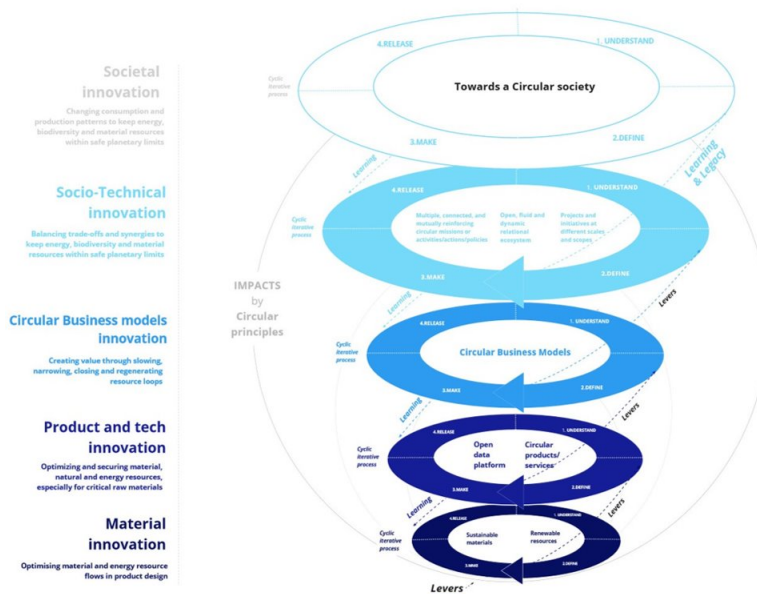 Societal
innovation
Changing consumption and
production patterns to keep energy,
biodiversity and material resources
within safe planetary limits
Cyclic
iterative
process
4.RELEASE
1. UNDERSTAND
Towards a Circular society
3.MAKE
2.DEFINE
Learning
Learning
& Legacy
Socio-Technical
innovation
Balancing trade-offs and synergies to
keep energy, biodiversity and material
resources within safe planetary limits
Cyclic
iterative
process
4.RELEASE
1. UNDERSTAND
Multiple, connected, and
mutually reinforcing
circular missions or
activities/actions/policies
Open, fluid and
dynamic
relational
ecosystem
Projects and
initiatives at
different scales
and scopes
3.MAKE
2.DEFINE
Learning
Levers
IMPACTS
by
Circular
principles
Circular Business models
innovation
Creating value through slowing,
narrowing, closing and regenerating
resource loops
Cyclic
iterative
process
4.RELEASE
1. UNDERSTAND
Circular Business Models
3.MAKE
2.DEFINE
Learning
Levers
Product and tech
innovation
Optimizing and securing material,
natural and energy resources,
especially for critical raw materials
Cyclic
iterative
process
4.RELEASE
1. UNDERSTAND
Open
data
platform
Circular
products/
services
3.MAKE
2.DEFINE
Learning
Levers
Material
innovation
Optimising material and energy resource
flows in product design
Cyclic
iterative
process
4.RELEASE
1. UNDERSTAND
Sustainable
materials
Renewable
resources
3.MAKE
2.DEFINE
Levers